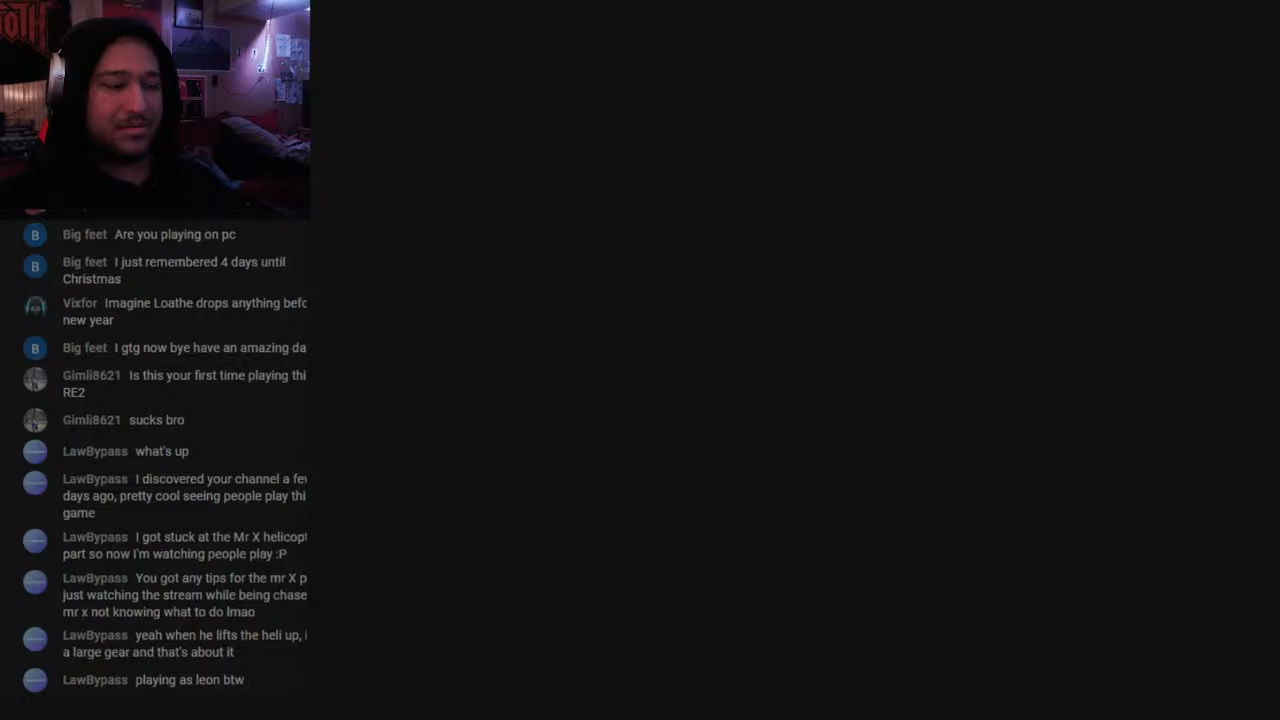 OTH
Big feet Are you playing on pc
Big feet I just remembered 4 days until
Christmas
Vixfor Imagine Loathe drops anything befo
new year
Big feet I gtg now bye have an amazing da
Gimli8621 Is this your first time playing thi
RE2
Gimli8621 sucks bro
LawBypass what's up
LawBypass I discovered your channel a fev
days ago, pretty cool seeing people play thi
game
LawBypass I got stuck at the Mr X helicopt
part so now I'm watching people play :P
LawBypass You got any tips for the mr X p
just watching the stream while being chase
mr x not knowing what to do lmao
LawBypass yeah when he lifts the heli up, i
a large gear and that's about it
LawBypass playing as leon btw